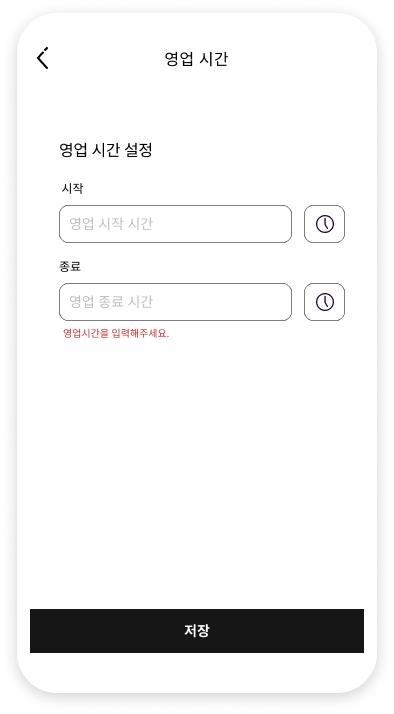 영업 시간
영업 시간 설정
시작
영업 시작 시간
종료
영업 종료 시간
영업시간을 입력해주세요.
저장